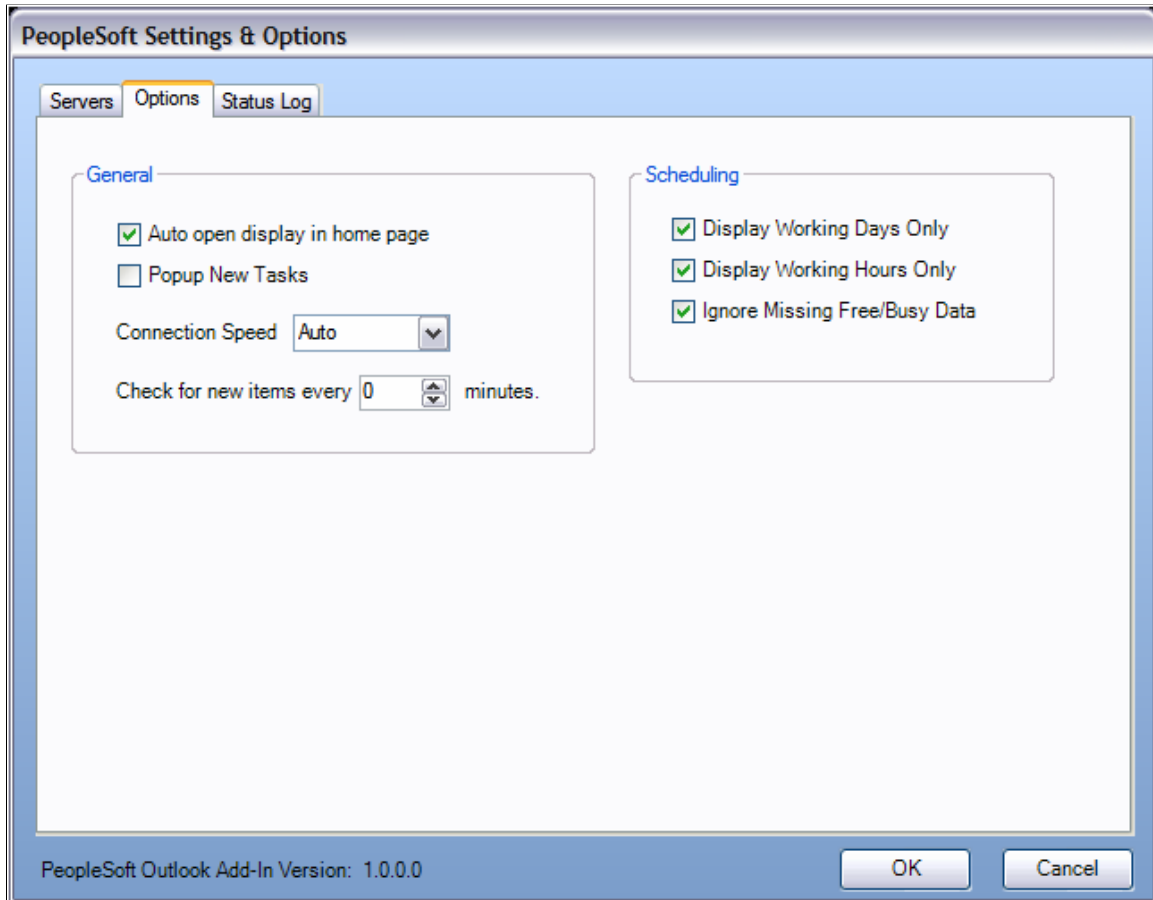 PeopleSoft Settings & Options
Servers Options Status Log
General
Auto open display in home page
Popup New Tasks
Connection Speed Auto
Check for new items every 0 minutes.
Scheduling
Display Working Days Only
Display Working Hours Only
Ignore Missing Free/Busy Data
PeopleSoft Outlook Add-In Version: 1.0.0.0
OK Cancel